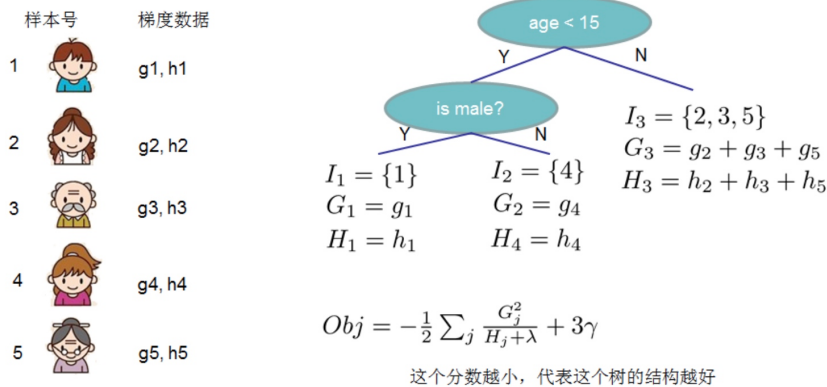 样本号 梯度数据
1 g1, h1
2 g2, h2
3 g3, h3
4 g4, h4
5 g5, h5
age < 15
Y N
is male?
Y N
I₁ = {1}
G₁ = g₁
H₁ = h₁
I₂ = {4}
G₂ = g₄
H₄ = h₄
I₃ = {2, 3, 5}
G₃ = g₂ + g₃ + g₅
H₃ = h₂ + h₃ + h₅
Obj = −½ ∑ⱼ Gⱼ² / (Hⱼ+λ) + 3γ
这个分数越小，代表这个树的结构越好